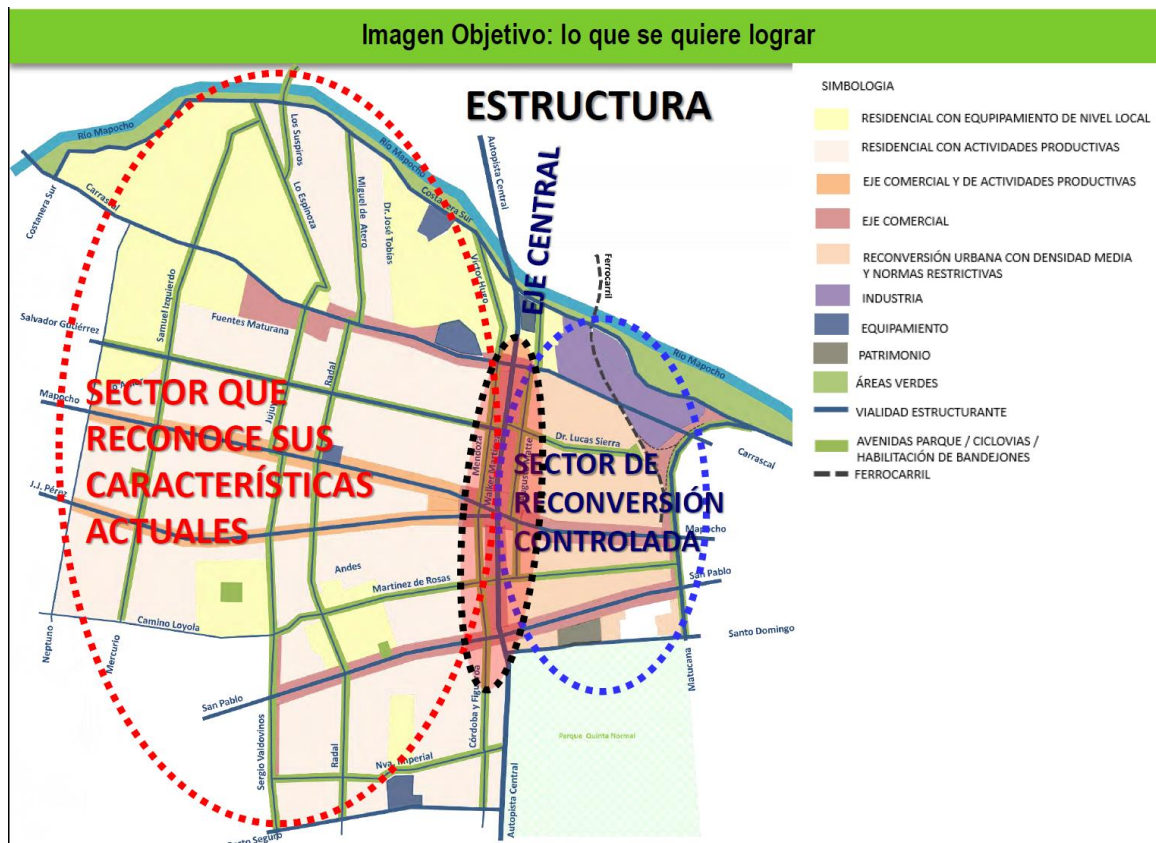 Imagen Objetivo: lo que se quiere lograr
ESTRUCTURA
EJE CENTRAL
SECTOR QUE
RECONOCE SUS
CARACTERÍSTICAS
ACTUALES
SECTOR DE
RECONVERSIÓN
CONTROLADA
Río Mapocho
Costanera Sur
Carrascal
Los Suspiros
Lo Espinoza
Miguel de Atero
Dr. José Tobías
Río Mapocho
Costanera Sur
Autopista Central
Víctor Hugo
Ferrocarril
Río Mapocho
Samuel Izquierdo
Fuentes Maturana
Radal
Salvador Gutiérrez
Mapocho
Mendoza
Dr. Lucas Sierra
Carrascal
J.J. Pérez
Mapocho
San Pablo
Andes
Martínez de Rosas
Santo Domingo
Neptuno
Mercurio
Camino Loyola
Matucana
San Pablo
Sergio Valdovinos
Radal
Nva. Imperial
Córdoba y Figueroa
Autopista Central
Parque Quinta Normal
SIMBOLOGIA
RESIDENCIAL CON EQUPIPAMIENTO DE NIVEL LOCAL
RESIDENCIAL CON ACTIVIDADES PRODUCTIVAS
EJE COMERCIAL Y DE ACTIVIDADES PRODUCTIVAS
EJE COMERCIAL
RECONVERSIÓN URBANA CON DENSIDAD MEDIA
Y NORMAS RESTRICTIVAS
INDUSTRIA
EQUIPAMIENTO
PATRIMONIO
ÁREAS VERDES
VIALIDAD ESTRUCTURANTE
AVENIDAS PARQUE / CICLOVIAS /
HABILITACIÓN DE BANDEJONES
FERROCARRIL